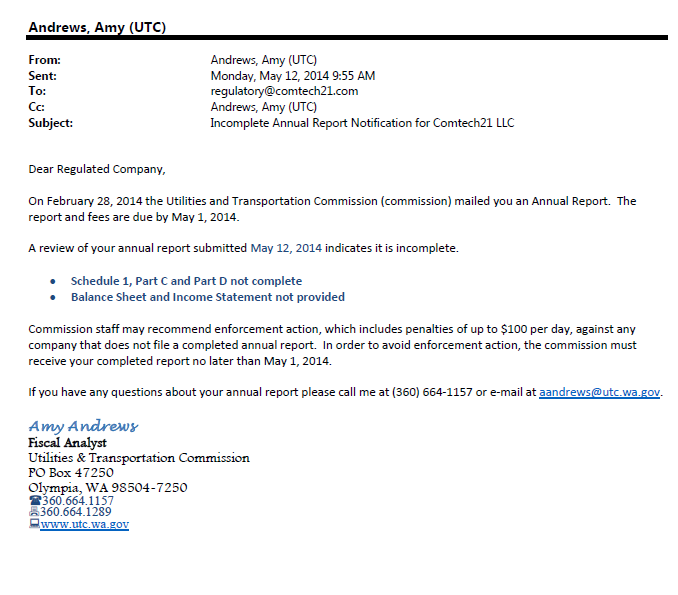 Andrews, Amy (UTC)
From: Andrews, Amy (UTC)
Sent: Monday, May 12, 2014 9:55 AM
To: regulatory@comtech21.com
Cc: Andrews, Amy (UTC)
Subject: Incomplete Annual Report Notification for Comtech21 LLC
Dear Regulated Company,
On February 28, 2014 the Utilities and Transportation Commission (commission) mailed you an Annual Report. The
report and fees are due by May 1, 2014.
A review of your annual report submitted May 12, 2014 indicates it is incomplete.
• Schedule 1, Part C and Part D not complete
• Balance Sheet and Income Statement not provided
Commission staff may recommend enforcement action, which includes penalties of up to $100 per day, against any
company that does not file a completed annual report. In order to avoid enforcement action, the commission must
receive your completed report no later than May 1, 2014.
If you have any questions about your annual report please call me at (360) 664-1157 or e-mail at aandrews@utc.wa.gov.
Amy Andrews
Fiscal Analyst
Utilities & Transportation Commission
PO Box 47250
Olympia, WA 98504-7250
☎360.664.1157
360.664.1289
www.utc.wa.gov